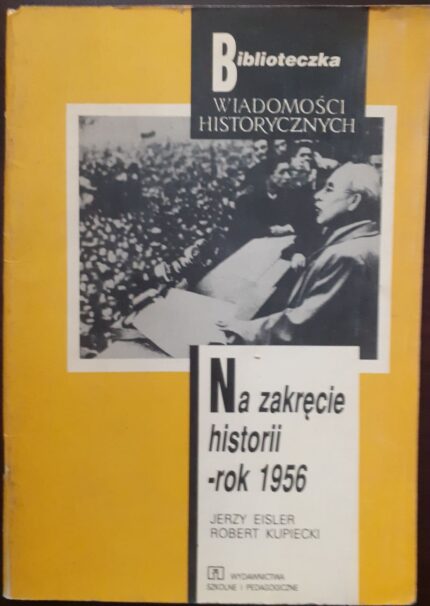 Biblioteczka
WIADOMOŚCI
HISTORYCZNYCH
Na zakręcie
historii
-rok 1956
JERZY EISLER
ROBERT KUPIECKI
WYDAWNICTWA
SZKOLNE I PEDAGOGICZNE